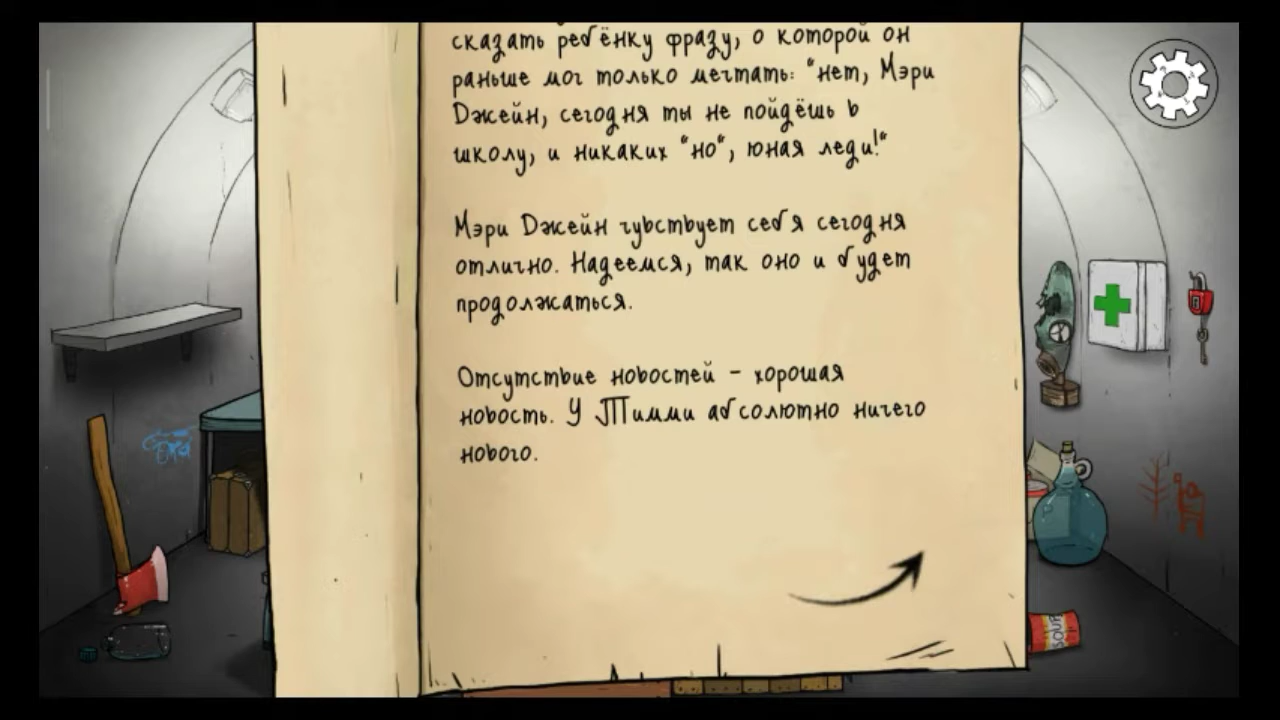 сказать ребёнку фразу, о которой он
раньше мог только мечтать: "нет, Мэри
Джейн, сегодня ты не пойдёшь в
школу, и никаких "но", юная леди!"
Мэри Джейн чувствует себя сегодня
отлично. Надеемся, так оно и будет
продолжаться.
Отсутствие новостей - хорошая
новость. У Тимми абсолютно ничего
нового.
SOUP